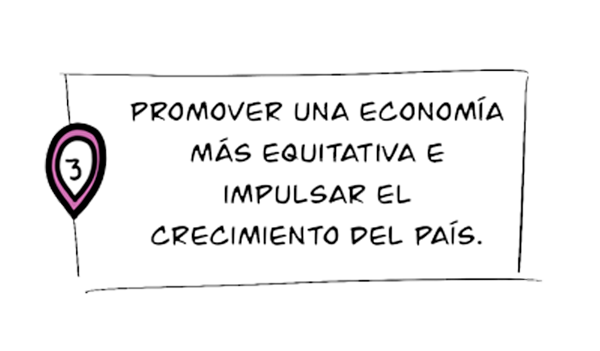 3
PROMOVER UNA ECONOMÍA
MÁS EQUITATIVA E
IMPULSAR EL
CRECIMIENTO DEL PAÍS.